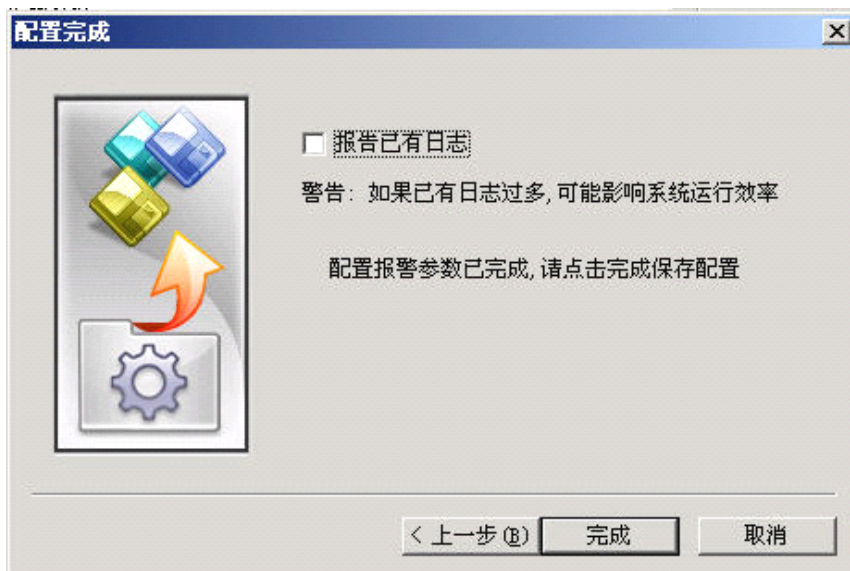 配置完成
报告已有日志
警告: 如果已有日志过多,可能影响系统运行效率
配置报警参数已完成,请点击完成保存配置
< 上一步(B)
完成
取消